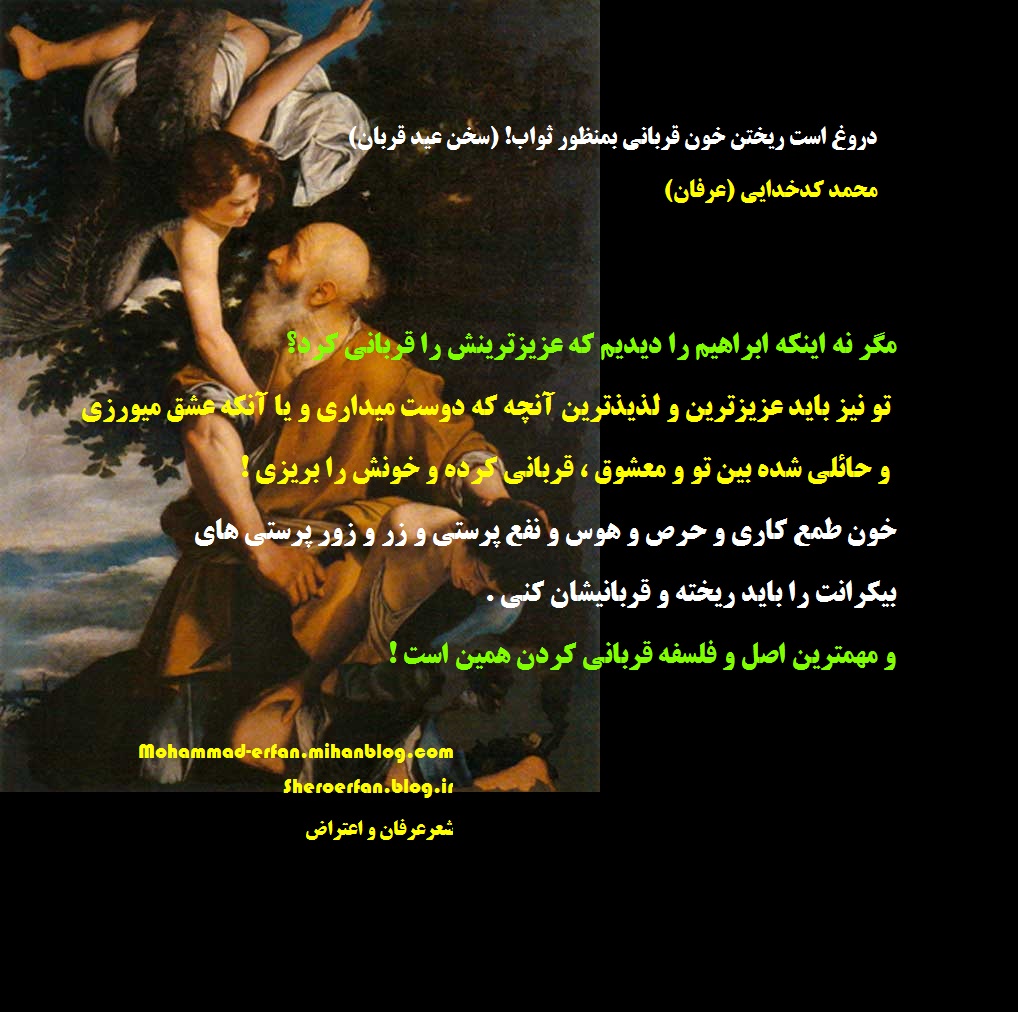 دروغ است ریختن خون قربانی بمنظور ثواب! (سخن عید قربان)
محمد کدخدایی (عرفان)
مگر نه اینکه ابراهیم را دیدیم که عزیزترینش را قربانی کرد؟
تو نیز باید عزیزترین و لذیذترین آنچه که دوست میداری و یا آنکه عشق میورزی
و حائلی شده بین تو و معشوق ، قربانی کرده و خونش را بریزی !
خون طمع کاری و حرص و هوس و نفع پرستی و زر و زور پرستی های
بیکرانت را باید ریخته و قربانیشان کنی .
و مهمترین اصل و فلسفه قربانی کردن همین است !
Mohammad-erfan.mihanblog.com
Sheroerfan.blog.ir
شعرعرفان و اعتراض